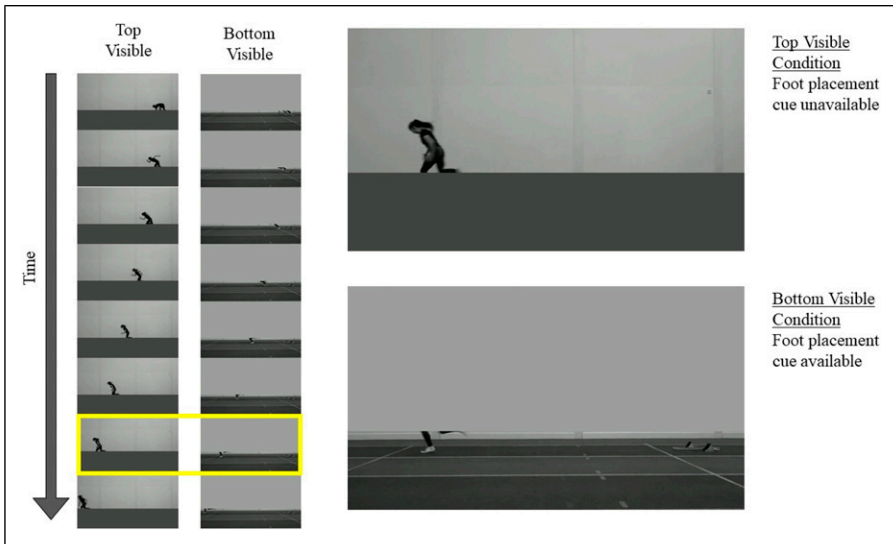 Top
Visible
Bottom
Visible
Time
Top Visible
Condition
Foot placement
cue unavailable
Bottom Visible
Condition
Foot placement
cue available